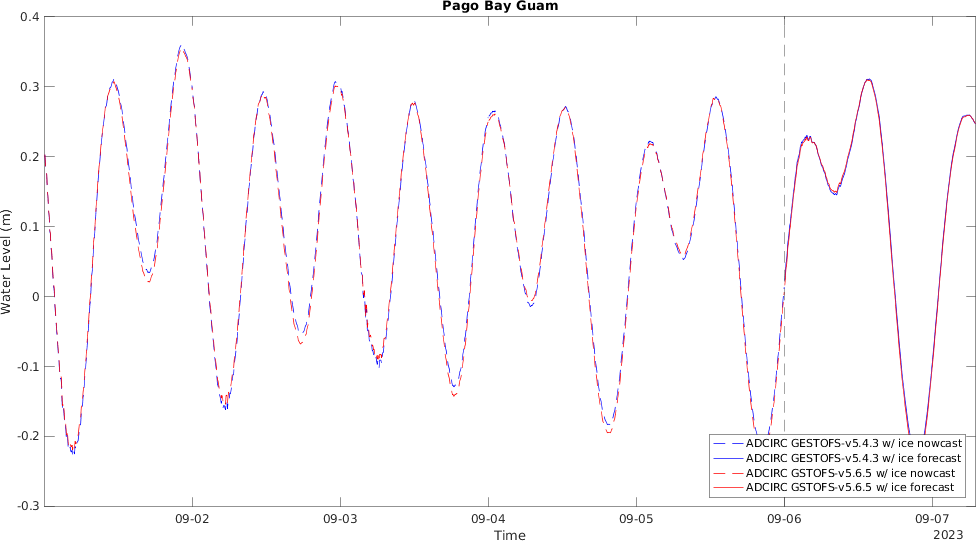 Pago Bay Guam
0.4
0.3
0.2
0.1
0
-0.1
-0.2
-0.3
Water Level (m)
ADCIRC GESTOFS-v5.4.3 w/ ice nowcast
ADCIRC GESTOFS-v5.4.3 w/ ice forecast
ADCIRC GSTOFS-v5.6.5 w/ ice nowcast
ADCIRC GSTOFS-v5.6.5 w/ ice forecast
09-02 09-03 09-04 09-05 09-06 09-07
Time
2023